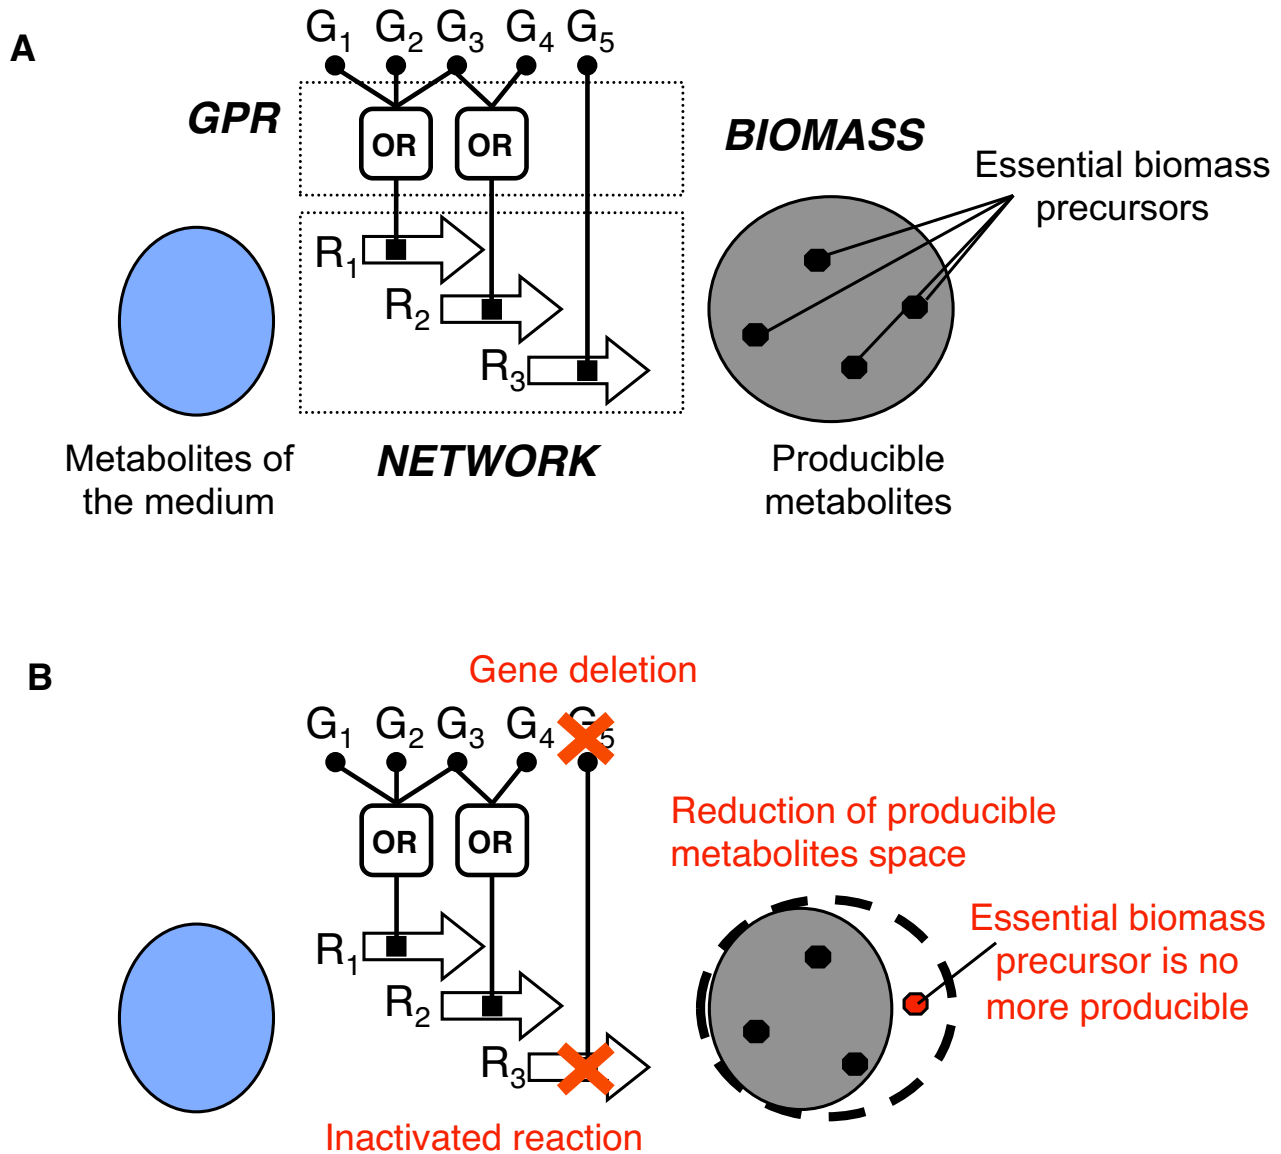 A
G1 G2 G3 G4 G5
GPR
OR OR
BIOMASS
Essential biomass
precursors
R1
R2
R3
Metabolites of
the medium
NETWORK
Producible
metabolites
B
Gene deletion
G1 G2 G3 G4 G5
OR OR
Reduction of producible
metabolites space
Essential biomass
precursor is no
more producible
R1
R2
R3
Inactivated reaction